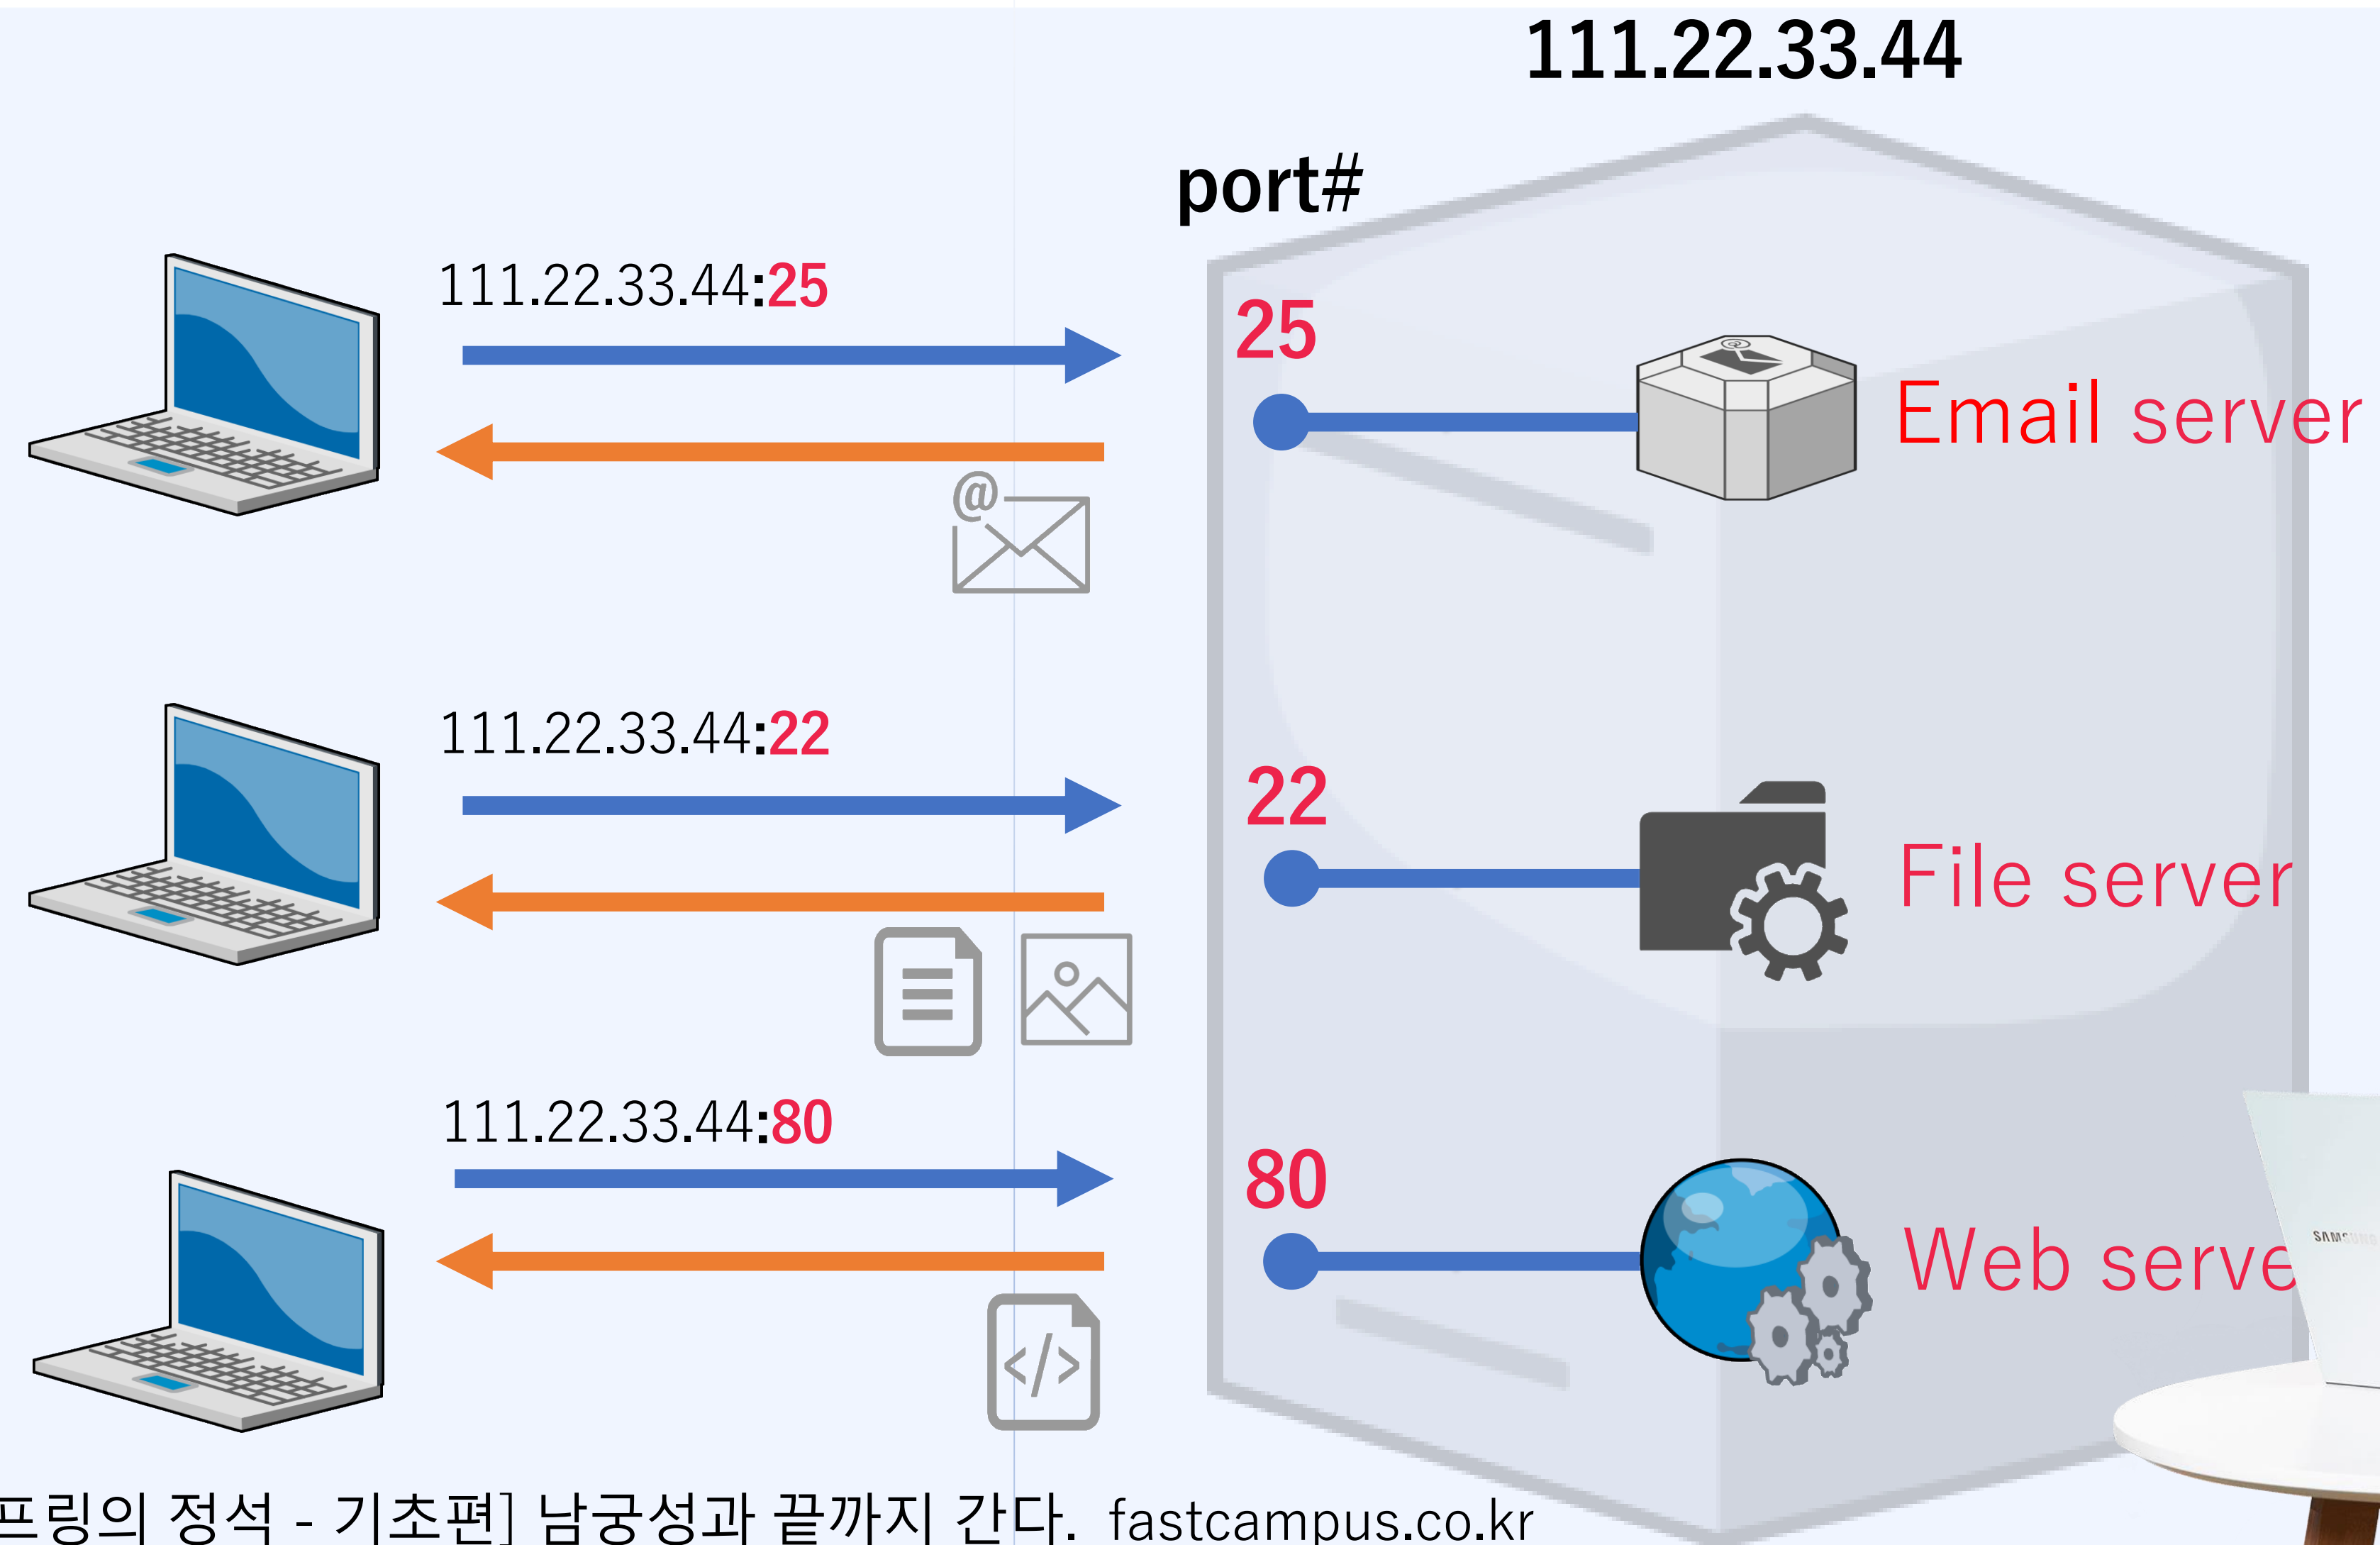 111.22.33.44
port#
111.22.33.44:25
25
Email server
111.22.33.44:22
22
File server
111.22.33.44:80
80
Web serve
SAMSUNG
프링의 정석 - 기초편] 남궁성과 끝까지 간다. fastcampus.co.kr